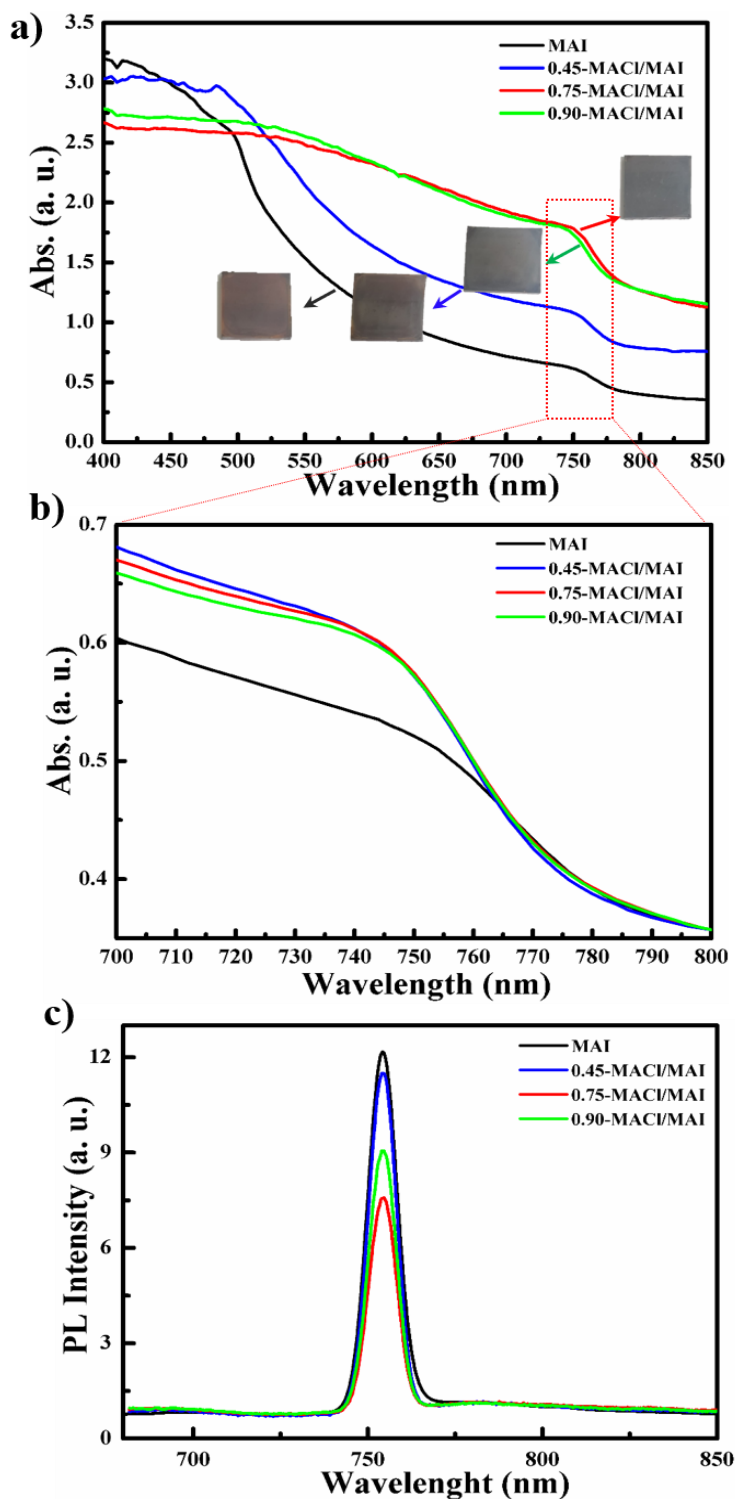 a)
3.5
3.0
2.5
2.0
1.5
1.0
0.5
0.0
Abs. (a. u.)
MAI
0.45-MACl/MAI
0.75-MACl/MAI
0.90-MACl/MAI
400 450 500 550 600 650 700 750 800 850
Wavelength (nm)
b)
0.7
0.6
0.5
0.4
Abs. (a. u.)
MAI
0.45-MACl/MAI
0.75-MACl/MAI
0.90-MACl/MAI
700 710 720 730 740 750 760 770 780 790 800
Wavelength (nm)
c)
12
9
6
3
0
PL Intensity (a. u.)
MAI
0.45-MACl/MAI
0.75-MACl/MAI
0.90-MACl/MAI
700 750 800 850
Wavelenght (nm)